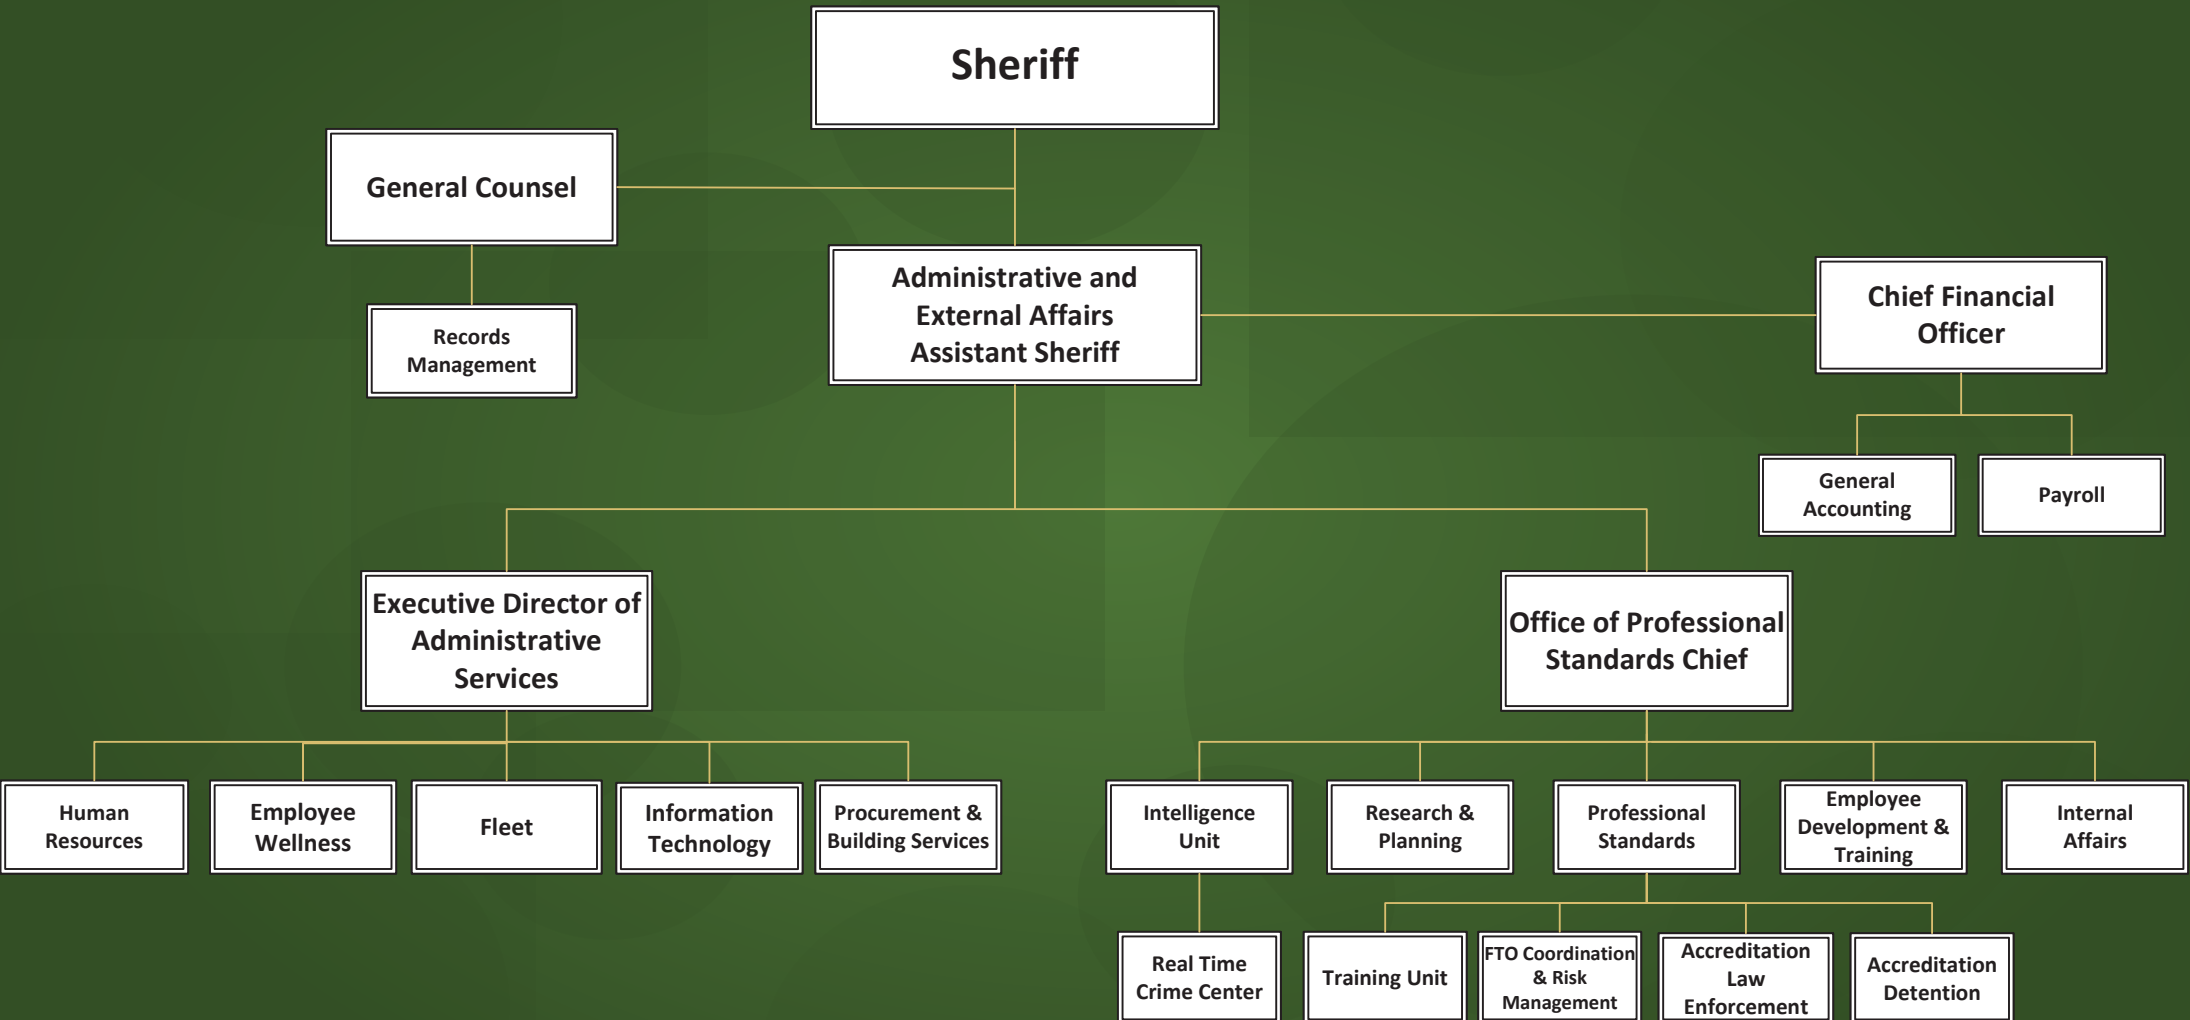 Sheriff
General Counsel
Administrative and
External Affairs
Assistant Sheriff
Chief Financial
Officer
Records
Management
General
Accounting
Payroll
Executive Director of
Administrative
Services
Office of Professional
Standards Chief
Human
Resources
Employee
Wellness
Fleet
Information
Technology
Procurement &
Building Services
Intelligence
Unit
Research &
Planning
Professional
Standards
Employee
Development &
Training
Internal
Affairs
Real Time
Crime Center
Training Unit
FTO Coordination
& Risk
Management
Accreditation
Law
Enforcement
Accreditation
Detention